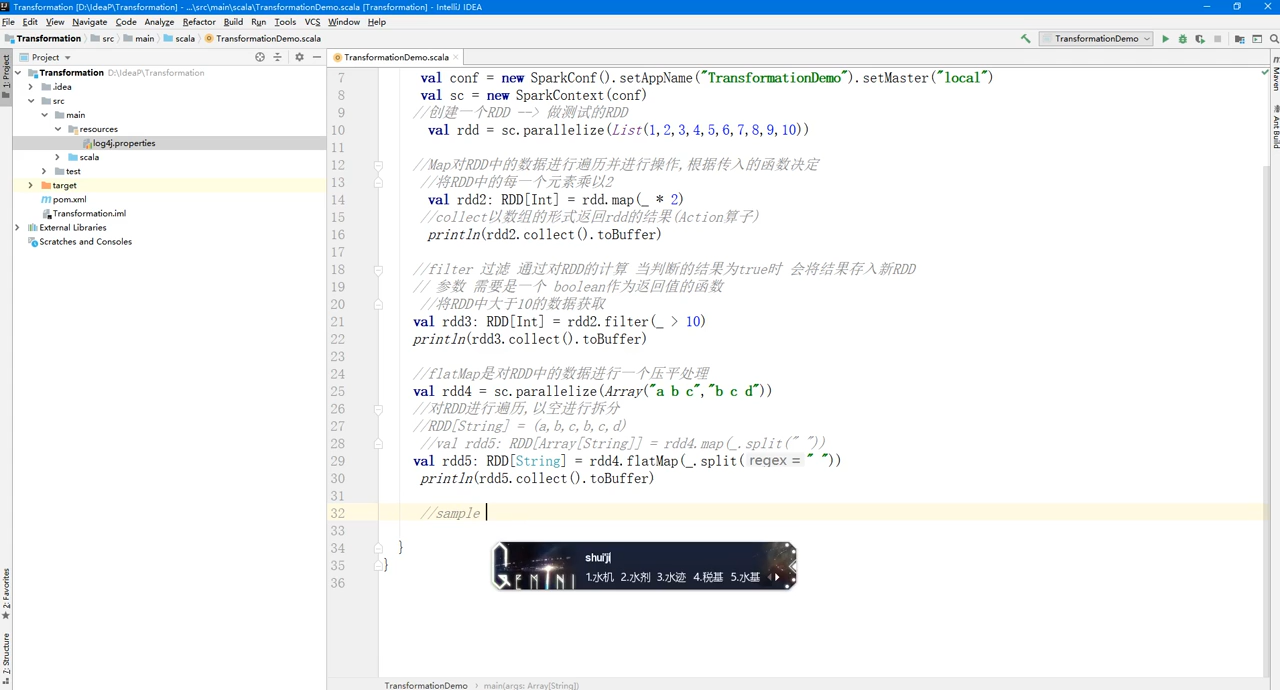 Transformation [D:\IdeaP\Transformation] - ...\src\main\scala\TransformationDemo.scala [Transformation] - IntelliJ IDEA
File Edit View Navigate Code Analyze Refactor Build Run Tools VCS Window Help
Transformation src main scala TransformationDemo.scala TransformationDemo
Project
TransformationDemo.scala
1: Project
Transformation D:\IdeaP\Transformation
.idea
src
main
resources
log4j.properties
scala
test
target
pom.xml
Transformation.iml
External Libraries
Scratches and Consoles
7 val conf = new SparkConf().setAppName("TransformationDemo").setMaster("local")
8 val sc = new SparkContext(conf)
9 //创建一个RDD --> 做测试的RDD
10 val rdd = sc.parallelize(List(1,2,3,4,5,6,7,8,9,10))
11
12 //Map对RDD中的数据进行遍历并进行操作,根据传入的函数决定
13 //将RDD中的每一个元素乘以2
14 val rdd2: RDD[Int] = rdd.map(_ * 2)
15 //collect以数组的形式返回rdd的结果(Action算子)
16 println(rdd2.collect().toBuffer)
17
18 //filter 过滤 通过对RDD的计算 当判断的结果为true时 会将结果存入新RDD
19 // 参数 需要是一个 boolean作为返回值的函数
20 //将RDD中大于10的数据获取
21 val rdd3: RDD[Int] = rdd2.filter(_ > 10)
22 println(rdd3.collect().toBuffer)
23
24 //flatMap是对RDD中的数据进行一个压平处理
25 val rdd4 = sc.parallelize(Array("a b c","b c d"))
26 //对RDD进行遍历,以空进行拆分
27 //RDD[String] = (a,b,c,b,c,d)
28 //val rdd5: RDD[Array[String]] = rdd4.map(_.split(" "))
29 val rdd5: RDD[String] = rdd4.flatMap(_.split( regex = " "))
30 println(rdd5.collect().toBuffer)
31
32 //sample
33
34 }
35 }
36
shui'ji
1.水机 2.水剂 3.水迹 4.税基 5.水基
GEMINI
Maven
Ant Build
2: Favorites
7: Structure
TransformationDemo main(args: Array[String])